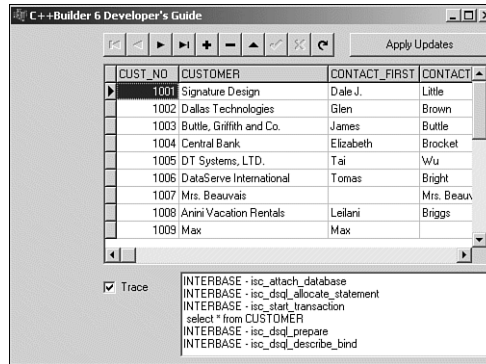 C++Builder 6 Developer's Guide
Apply Updates
CUST_NO CUSTOMER CONTACT_FIRST CONTACT
1001 Signature Design Dale J. Little
1002 Dallas Technologies Glen Brown
1003 Buttle, Griffith and Co. James Buttle
1004 Central Bank Elizabeth Brocket
1005 DT Systems, LTD. Tai Wu
1006 DataServe International Tomas Bright
1007 Mrs. Beauvais Mrs. Beauv
1008 Anini Vacation Rentals Leilani Briggs
1009 Max Max
Trace
INTERBASE - isc_attach_database
INTERBASE - isc_dsql_allocate_statement
INTERBASE - isc_start_transaction
select * from CUSTOMER
INTERBASE - isc_dsql_prepare
INTERBASE - isc_dsql_describe_bind